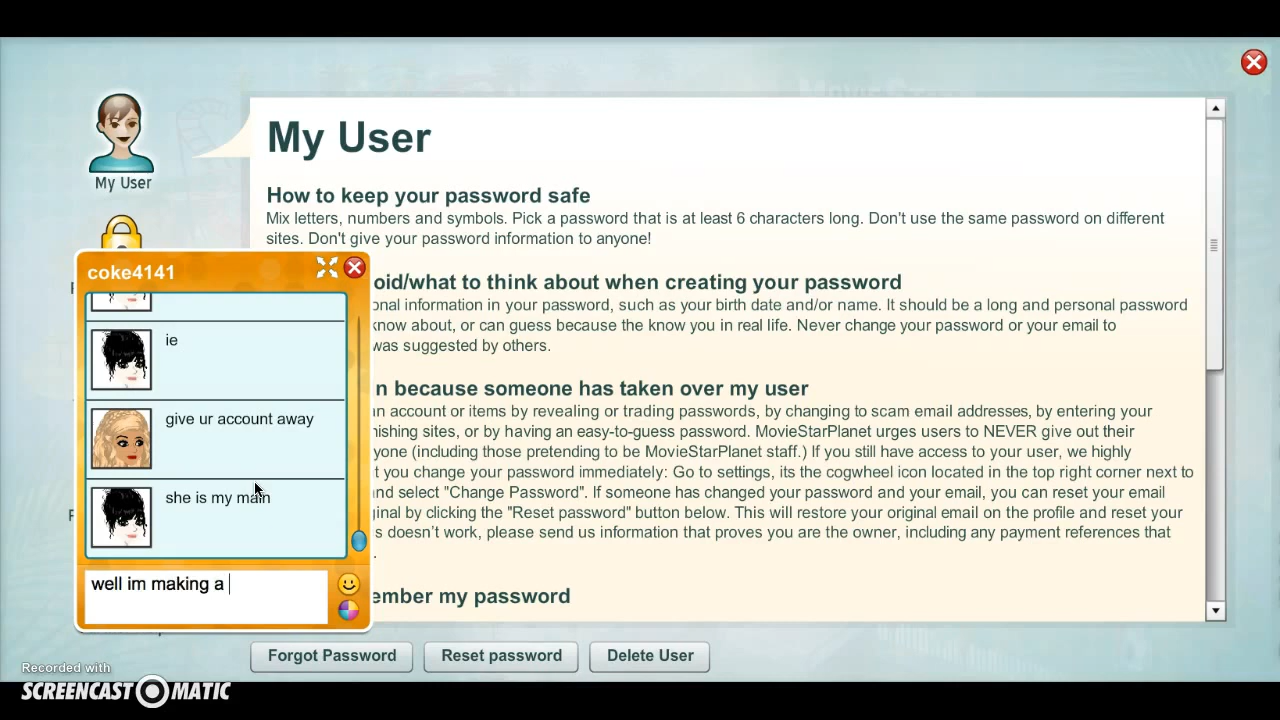 My User
My User
How to keep your password safe
Mix letters, numbers and symbols. Pick a password that is at least 6 characters long. Don't use the same password on different
sites. Don't give your password information to anyone!
oid/what to think about when creating your password
onal information in your password, such as your birth date and/or name. It should be a long and personal password
know about, or can guess because the know you in real life. Never change your password or your email to
was suggested by others.
n because someone has taken over my user
an account or items by revealing or trading passwords, by changing to scam email addresses, by entering your
hishing sites, or by having an easy-to-guess password. MovieStarPlanet urges users to NEVER give out their
yone (including those pretending to be MovieStarPlanet staff.) If you still have access to your user, we highly
t you change your password immediately: Go to settings, its the cogwheel icon located in the top right corner next to
nd select "Change Password". If someone has changed your password and your email, you can reset your email
ginal by clicking the "Reset password" button below. This will restore your original email on the profile and reset your
s doesn't work, please send us information that proves you are the owner, including any payment references that
.
ember my password
coke4141
ie
give ur account away
she is my main
well im making a
Forgot Password
Reset password
Delete User
Recorded with
SCREENCAST-O-MATIC